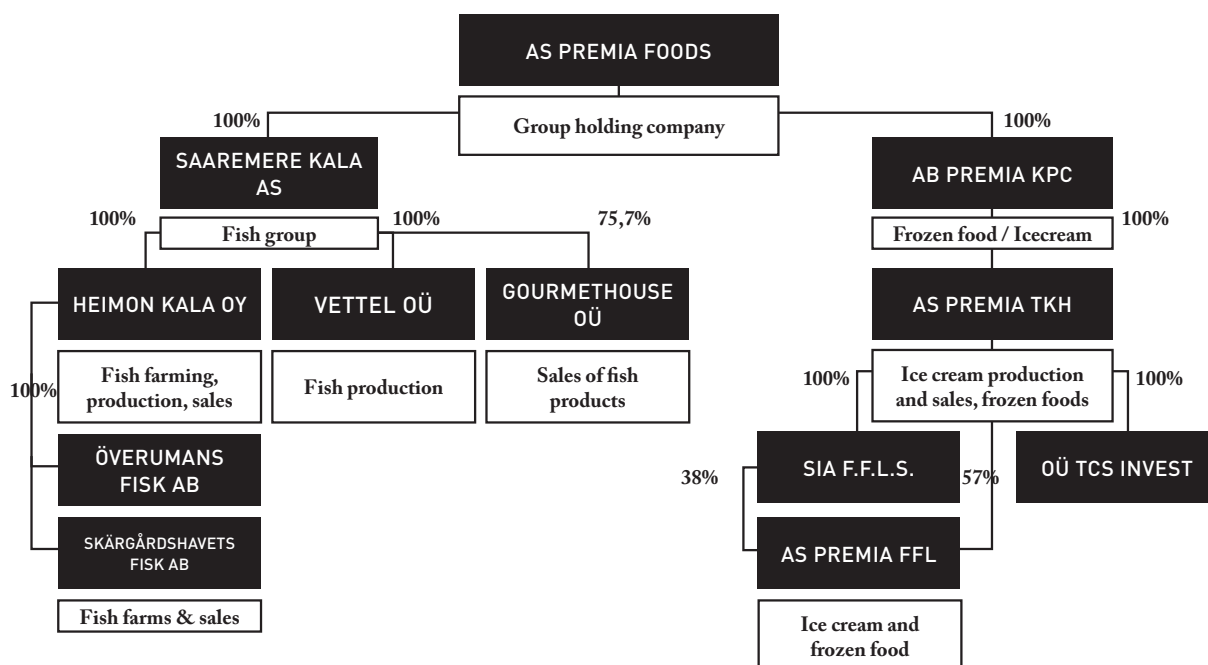 AS PREMIA FOODS
Group holding company
100%
100%
SAAREMERE KALA
AS
AB PREMIA KPC
100%
Fish group
100%
75,7%
Frozen food / Icecream
100%
HEIMON KALA OY
VETTEL OÜ
GOURMETHOUSE
OÜ
AS PREMIA TKH
100%
Fish farming,
production, sales
Fish production
Sales of fish
products
100%
Ice cream production
and sales, frozen foods
100%
ÖVERUMANS
FISK AB
38%
SIA F.F.L.S.
57%
OÜ TCS INVEST
SKÄRGÅRDSHAVETS
FISK AB
AS PREMIA FFL
Fish farms & sales
Ice cream and
frozen food